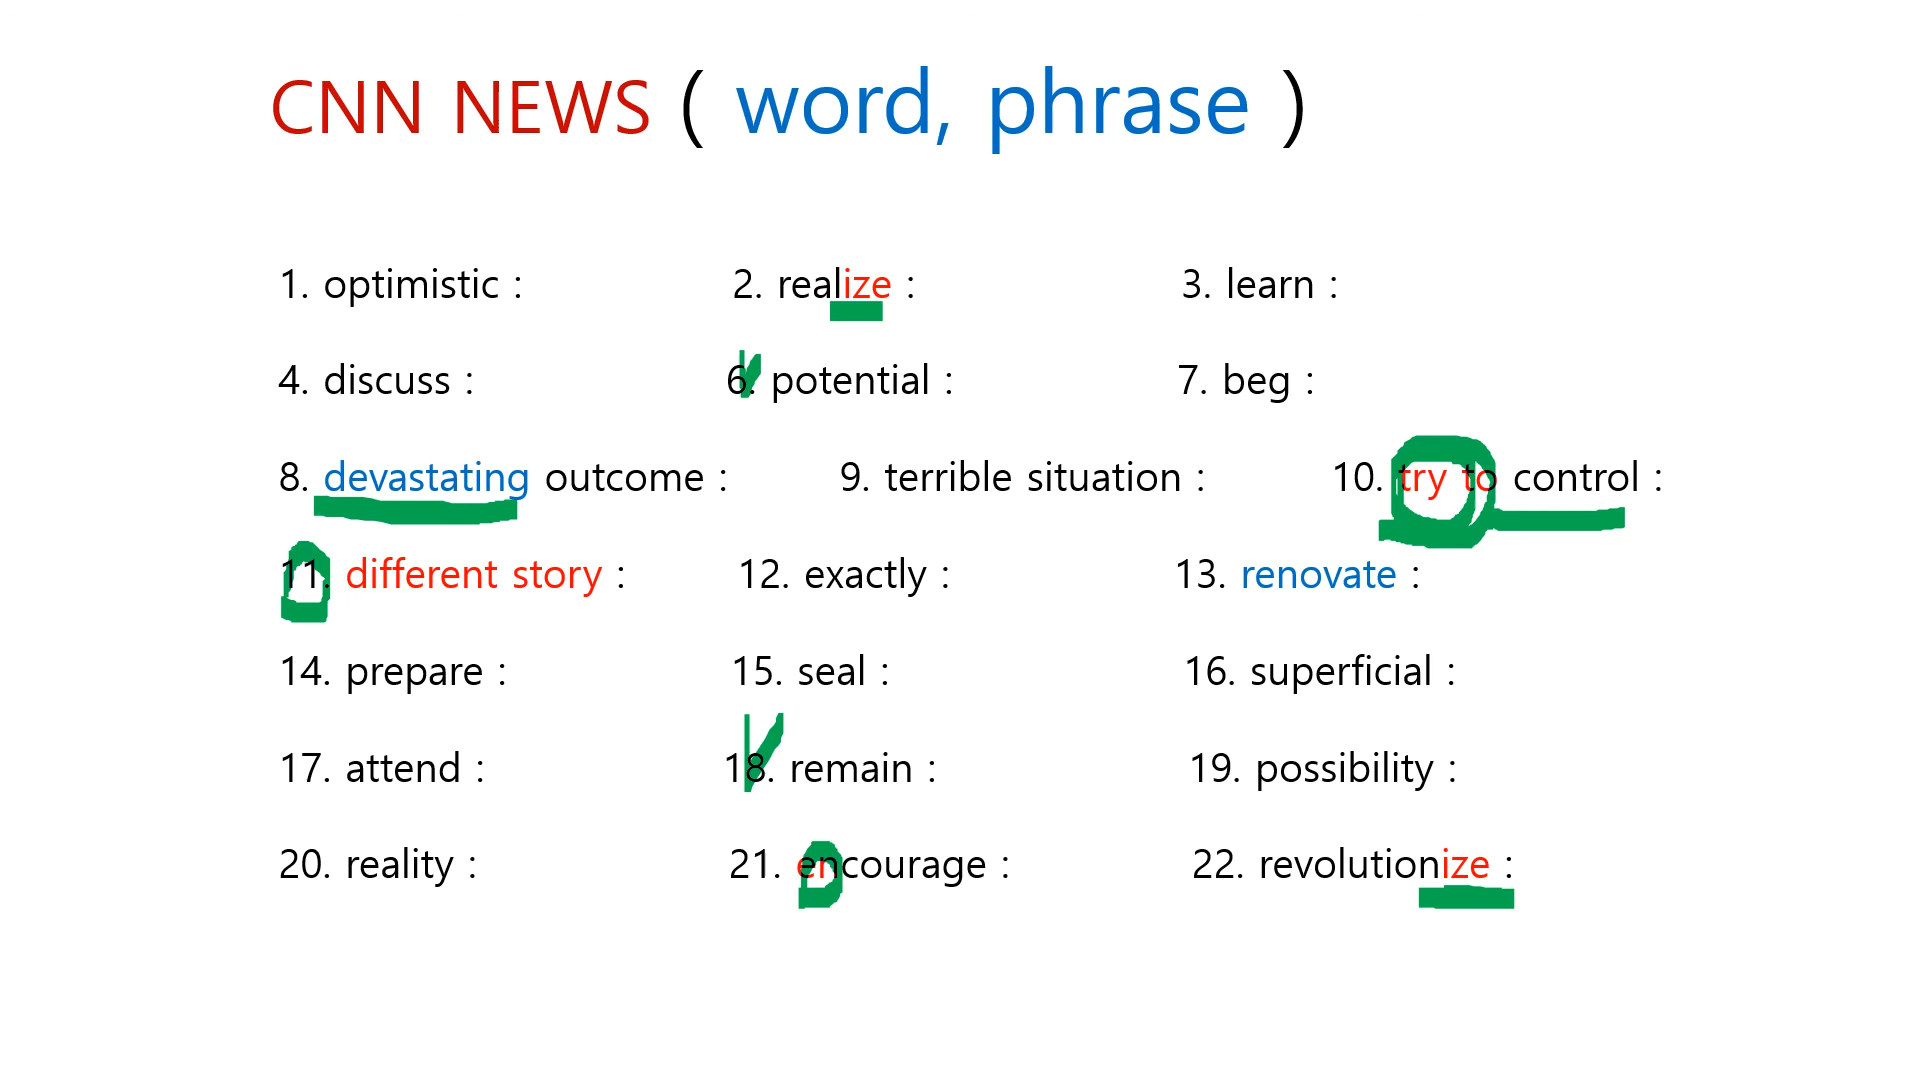 CNN NEWS ( word, phrase )
1. optimistic : 2. realize : 3. learn :
4. discuss : 6. potential : 7. beg :
8. devastating outcome : 9. terrible situation : 10. try to control :
11. different story : 12. exactly : 13. renovate :
14. prepare : 15. seal : 16. superficial :
17. attend : 18. remain : 19. possibility :
20. reality : 21. encourage : 22. revolutionize :